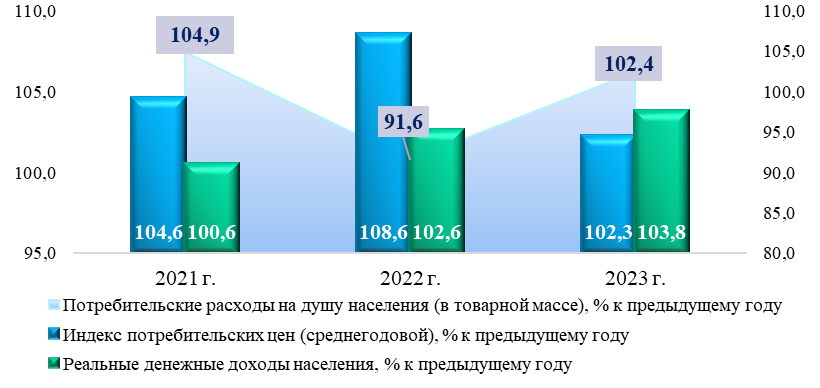 110,0
105,0
100,0
95,0
110,0
105,0
100,0
95,0
90,0
85,0
80,0
104,9
91,6
102,4
104,6 100,6
108,6 102,6
102,3 103,8
2021 г.
2022 г.
2023 г.
Потребительские расходы на душу населения (в товарной массе), % к предыдущему году
Индекс потребительских цен (среднегодовой), % к предыдущему году
Реальные денежные доходы населения, % к предыдущему году